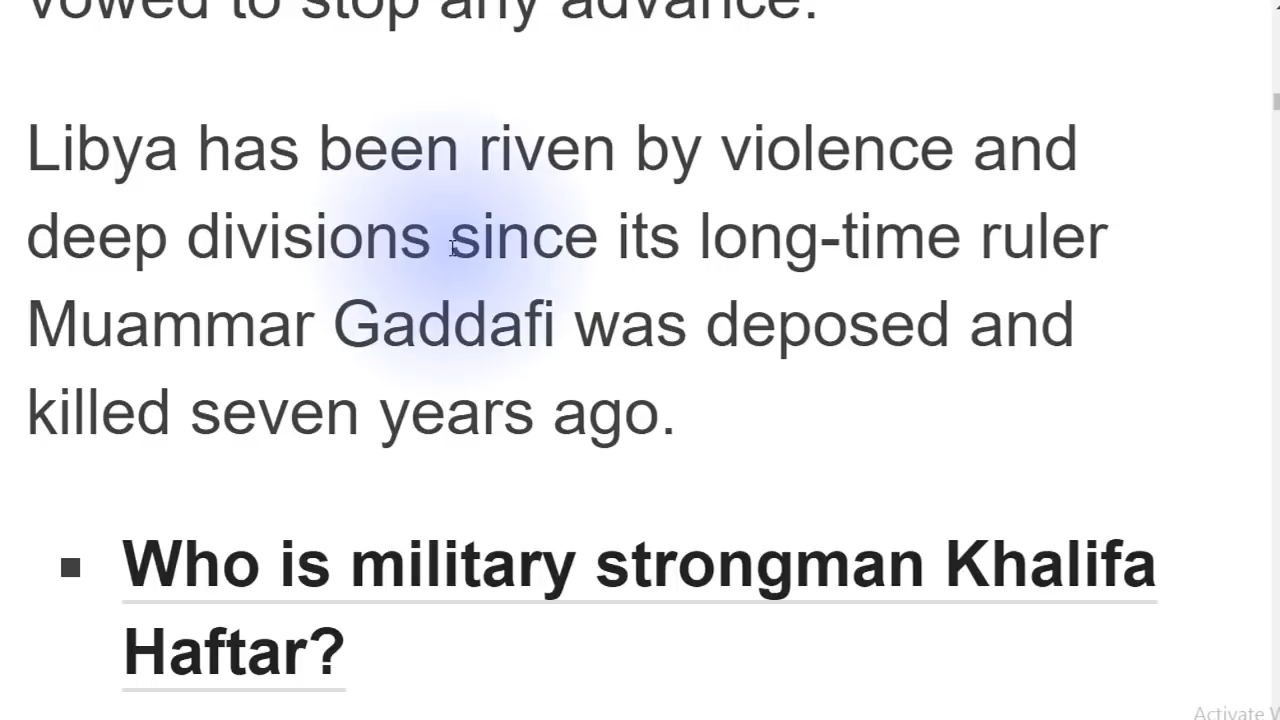 vowed to stop any advance.
Libya has been riven by violence and
deep divisions since its long-time ruler
Muammar Gaddafi was deposed and
killed seven years ago.
Who is military strongman Khalifa
Haftar?
Activate